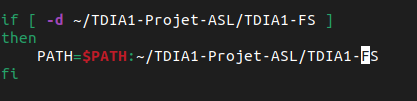 if [ -d ~/TDIA1-Projet-ASL/TDIA1-FS ]
then
    PATH=$PATH:~/TDIA1-Projet-ASL/TDIA1-FS
fi